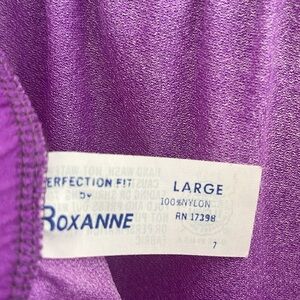 PERFECTION FIT
by
ROXANNE
LARGE
100%NYLON
RN 17398
7